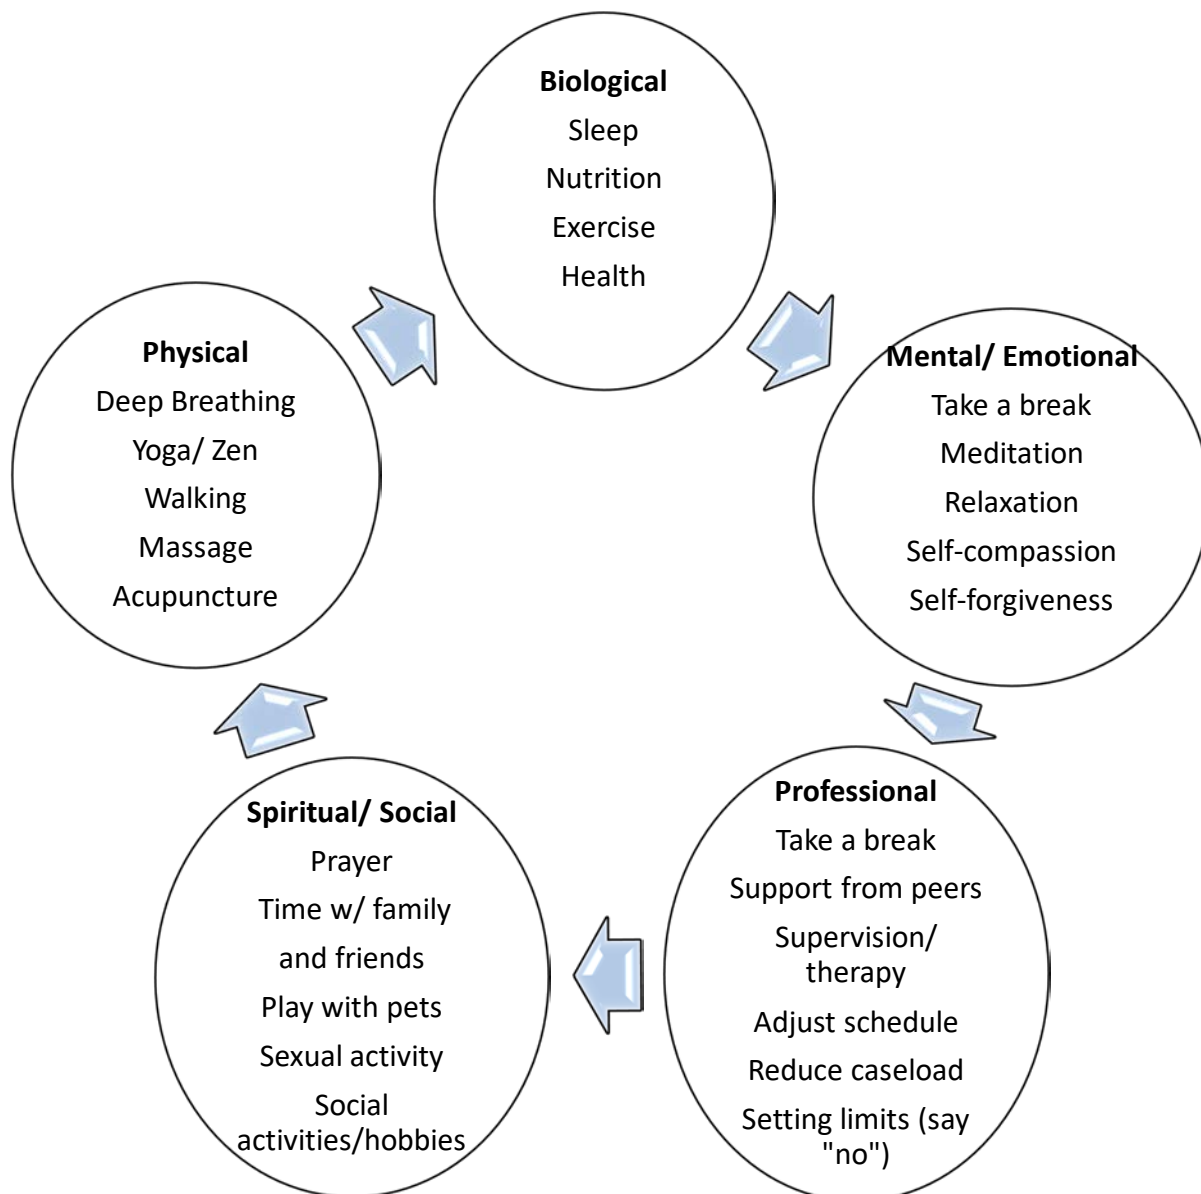 Biological
Sleep
Nutrition
Exercise
Health
Mental/ Emotional
Take a break
Meditation
Relaxation
Self-compassion
Self-forgiveness
Professional
Take a break
Support from peers
Supervision/
therapy
Adjust schedule
Reduce caseload
Setting limits (say
"no")
Spiritual/ Social
Prayer
Time w/ family
and friends
Play with pets
Sexual activity
Social
activities/hobbies
Physical
Deep Breathing
Yoga/ Zen
Walking
Massage
Acupuncture